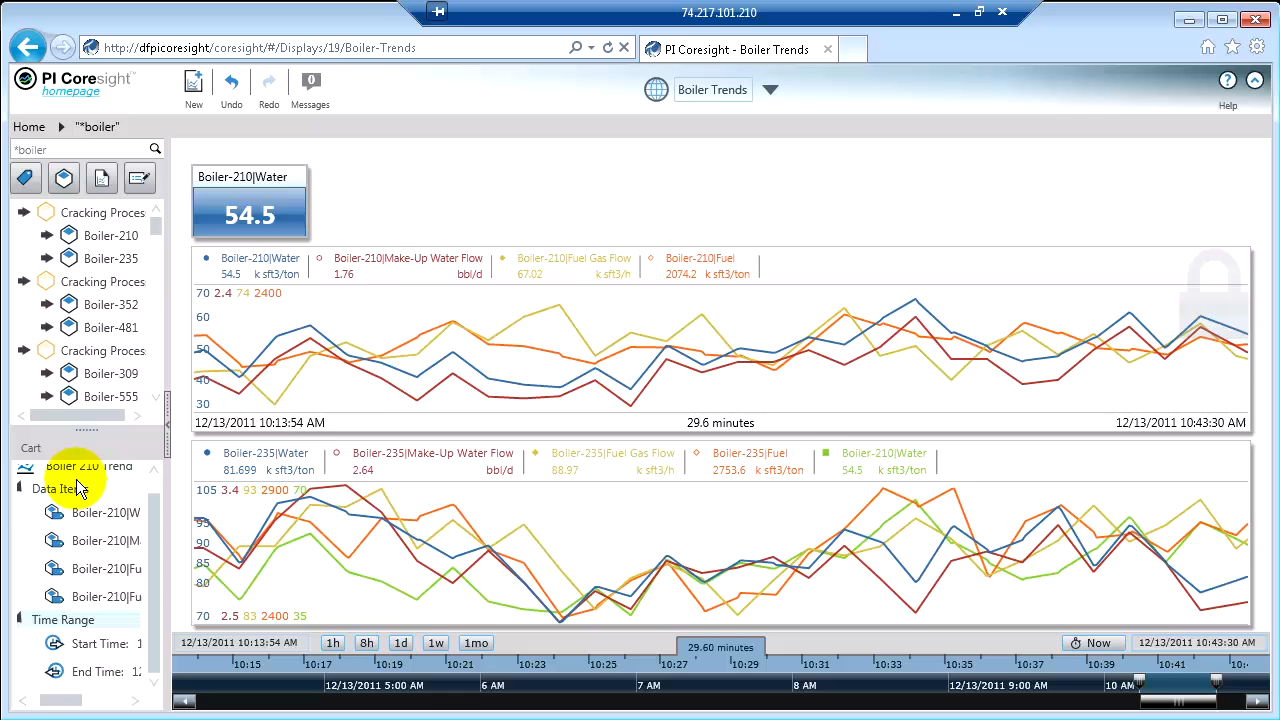 74.217.101.210
http://dfpicoresight/coresight/#/Displays/19/Boiler-Trends
PI Coresight - Boiler Trends
PI Coresight™
homepage
New
Undo
Redo
0
Messages
Boiler Trends
?
Help
Home
"*boiler"
*boiler
Cracking Proces
Boiler-210
Boiler-235
Cracking Proces
Boiler-352
Boiler-481
Cracking Proces
Boiler-309
Boiler-555
Cart
Boiler 210 Trend
Data Items
Boiler-210|W
Boiler-210|Ma
Boiler-210|Fu
Boiler-210|Fu
Time Range
Start Time: 1
End Time: 12
Boiler-210|Water
54.5
Boiler-210|Water Boiler-210|Make-Up Water Flow Boiler-210|Fuel Gas Flow Boiler-210|Fuel
54.5 k sft3/ton 1.76 bbl/d 67.02 k sft3/h 2074.2 k sft3/ton
70 2.4 74 2400
60
50
40
30
12/13/2011 10:13:54 AM 29.6 minutes 12/13/2011 10:43:30 AM
Boiler-235|Water Boiler-235|Make-Up Water Flow Boiler-235|Fuel Gas Flow Boiler-235|Fuel Boiler-210|Water
81.699 k sft3/ton 2.64 bbl/d 88.97 k sft3/h 2753.6 k sft3/ton 54.5 k sft3/ton
105 3.4 93 2900 70
95
90
85
80
70 2.5 83 2400 35
12/13/2011 10:13:54 AM 1h 8h 1d 1w 1mo 29.60 minutes Now 12/13/2011 10:43:30 AM
10:15 10:17 10:19 10:21 10:23 10:25 10:27 10:29 10:31 10:33 10:35 10:37 10:39 10:41 10:
12/13/2011 5:00 AM 6 AM 7 AM 8 AM 12/13/2011 9:00 AM 10 AM